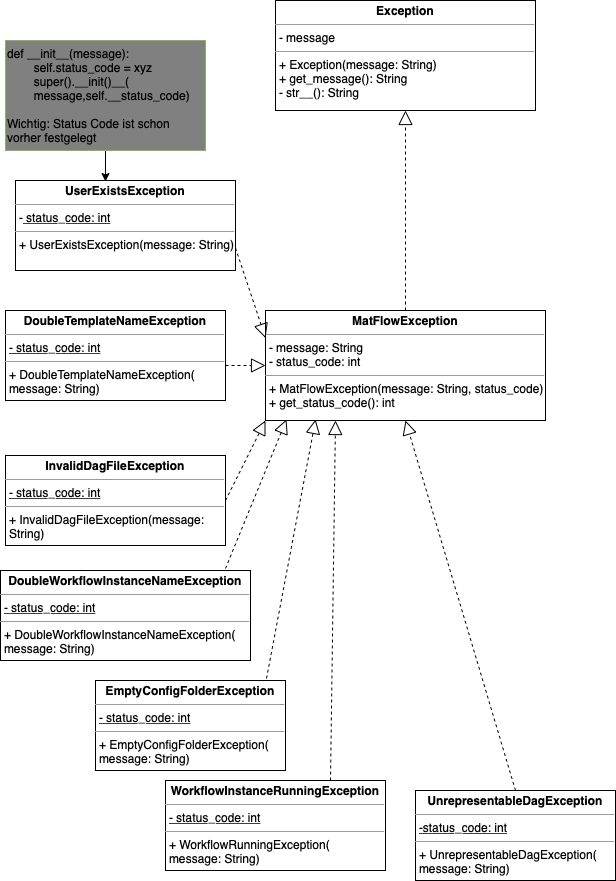 Exception
- message
+ Exception(message: String)
+ get_message(): String
- str__(): String
def __init__(message):
self.status_code = xyz
super().__init()__(
message,self.__status_code)
Wichtig: Status Code ist schon
vorher festgelegt
UserExistsException
- status_code: int
+ UserExistsException(message: String)
DoubleTemplateNameException
- status_code: int
+ DoubleTemplateNameException(
message: String)
MatFlowException
- message: String
- status_code: int
+ MatFlowException(message: String, status_code)
+ get_status_code(): int
InvalidDagFileException
- status_code: int
+ InvalidDagFileException(message:
String)
DoubleWorkflowInstanceNameException
- status_code: int
+ DoubleWorkflowInstanceNameException(
message: String)
EmptyConfigFolderException
- status_code: int
+ EmptyConfigFolderException(
message: String)
WorkflowInstanceRunningException
- status_code: int
+ WorkflowRunningException(
message: String)
UnrepresentableDagException
-status_code: int
+ UnrepresentableDagException(
message: String)